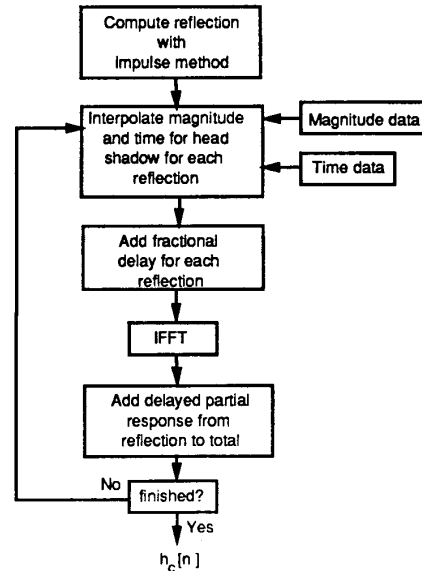 Compute reflection
with
Impulse method
Interpolate magnitude
and time for head
shadow for each
reflection
Magnitude data
Time data
Add fractional
delay for each
reflection
IFFT
Add delayed partial
response from
reflection to total
No
finished?
Yes
h_c[n]